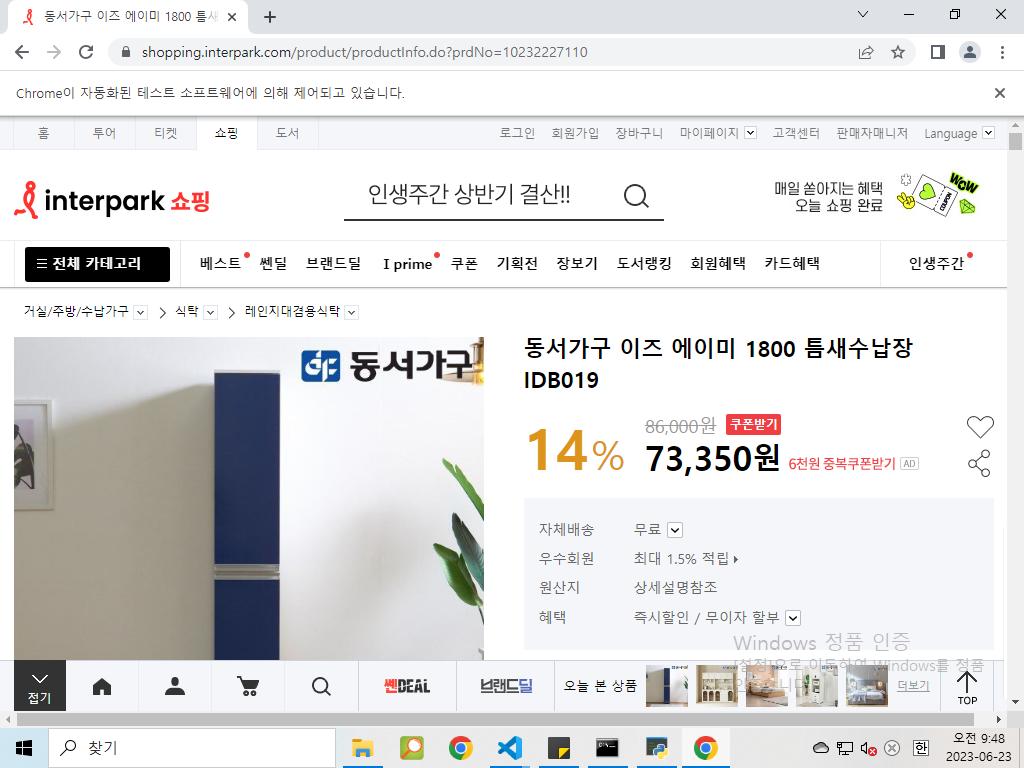 동서가구 이즈 에이미 1800 틈새
shopping.interpark.com/product/productInfo.do?prdNo=10232227110
Chrome이 자동화된 테스트 소프트웨어에 의해 제어되고 있습니다.
홈 투어 티켓 쇼핑 도서 로그인 회원가입 장바구니 마이페이지 고객센터 판매자매니저 Language
interpark 쇼핑
인생주간 상반기 결산!!
매일 쏟아지는 혜택
오늘 쇼핑 완료
WOW
COUPON
전체 카테고리 베스트 쎈딜 브랜드딜 I prime 쿠폰 기획전 장보기 도서랭킹 회원혜택 카드혜택 인생주간
거실/주방/수납가구 식탁 레인지대겸용식탁
동서가구
동서가구 이즈 에이미 1800 틈새수납장
IDB019
86,000원 쿠폰받기
14% 73,350원 6천원 중복쿠폰받기 AD
자체배송 무료
우수회원 최대 1.5% 적립
원산지 상세설명참조
혜택 즉시할인 / 무이자 할부
Windows 정품 인증
[설정]으로 이동하여 Windows를 정품
접기 쎈DEAL 브랜드딜 오늘 본 상품 더보기 TOP
찾기
한
오전 9:48
2023-06-23